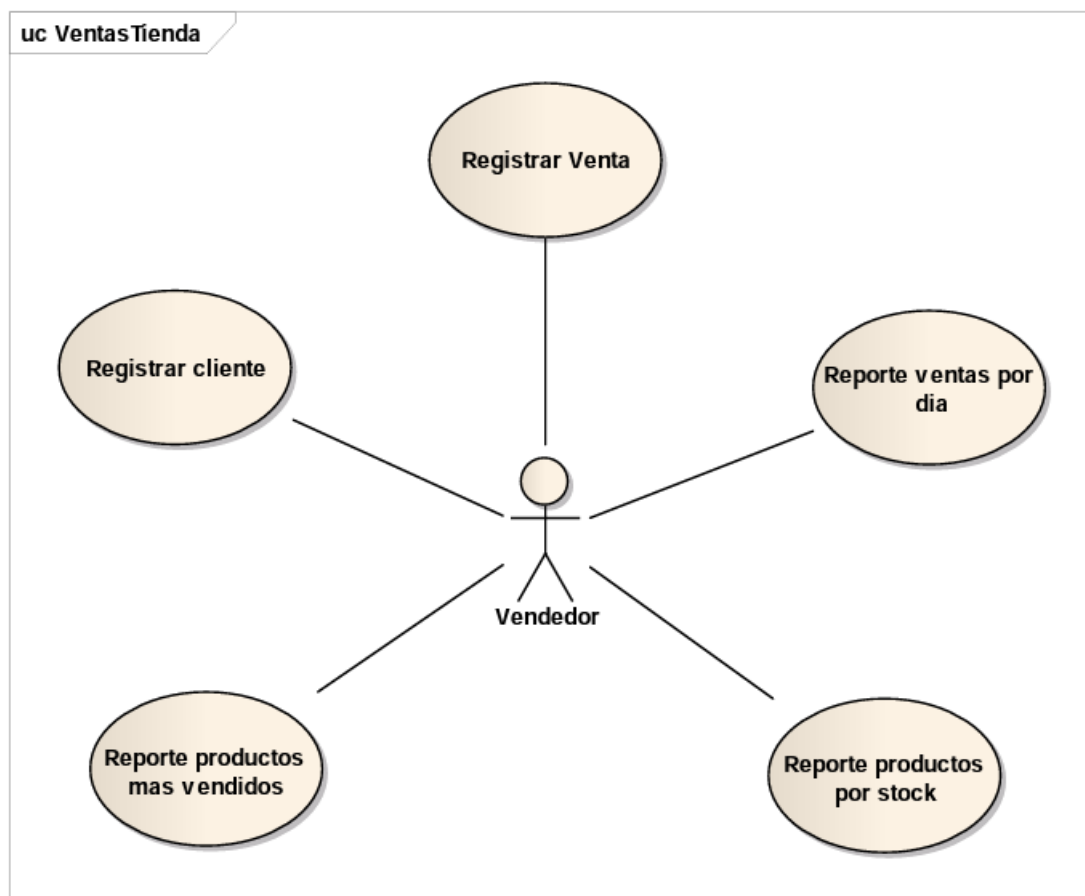 uc VentasTienda
Registrar Venta
Registrar cliente
Reporte ventas por
dia
Vendedor
Reporte productos
mas vendidos
Reporte productos
por stock